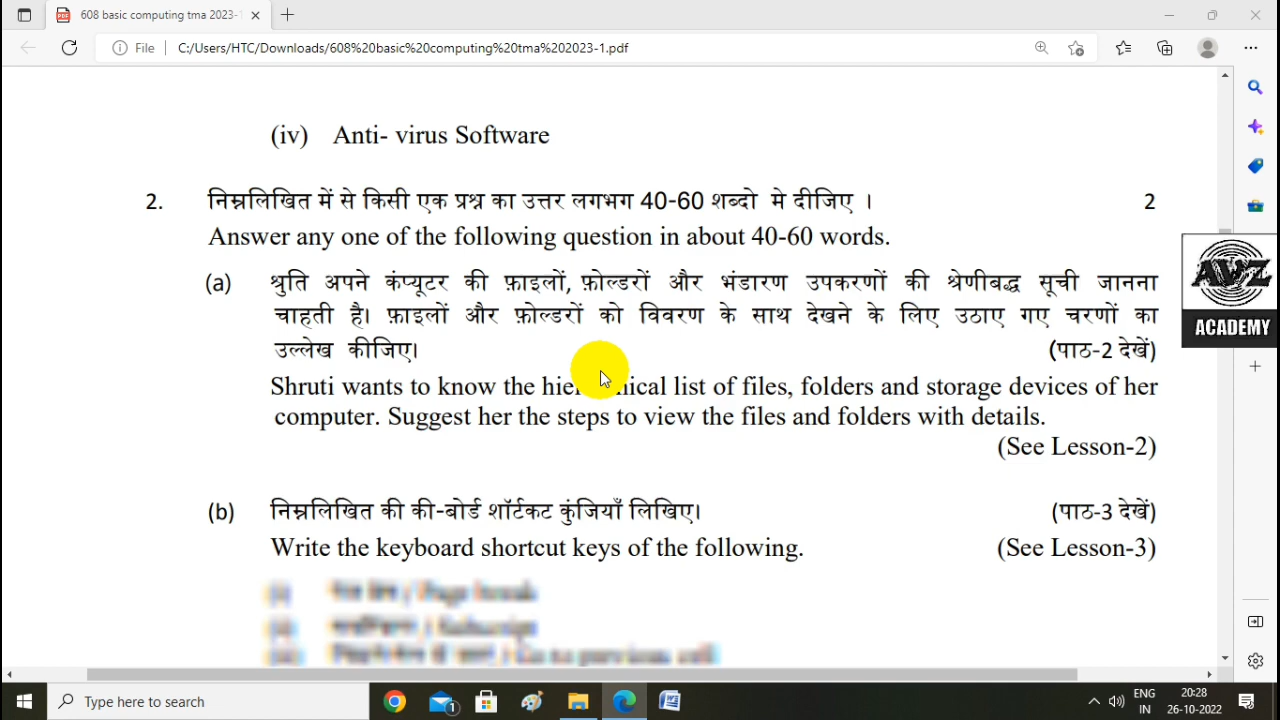 608 basic computing tma 2023-1
File
C:/Users/HTC/Downloads/608%20basic%20computing%20tma%202023-1.pdf
(iv) Anti- virus Software
2. निम्नलिखित में से किसी एक प्रश्न का उत्तर लगभग 40-60 शब्दो मे दीजिए । 2
Answer any one of the following question in about 40-60 words.
(a) श्रुति अपने कंप्यूटर की फ़ाइलों, फ़ोल्डरों और भंडारण उपकरणों की श्रेणीबद्ध सूची जानना
चाहती है। फ़ाइलों और फ़ोल्डरों को विवरण के साथ देखने के लिए उठाए गए चरणों का
उल्लेख कीजिए। (पाठ-2 देखें)
Shruti wants to know the hierarchical list of files, folders and storage devices of her
computer. Suggest her the steps to view the files and folders with details.
(See Lesson-2)
(b) निम्नलिखित की की-बोर्ड शॉर्टकट कुंजियाँ लिखिए। (पाठ-3 देखें)
Write the keyboard shortcut keys of the following. (See Lesson-3)
AVZ
ACADEMY
Type here to search
1
ENG
IN
20:28
26-10-2022